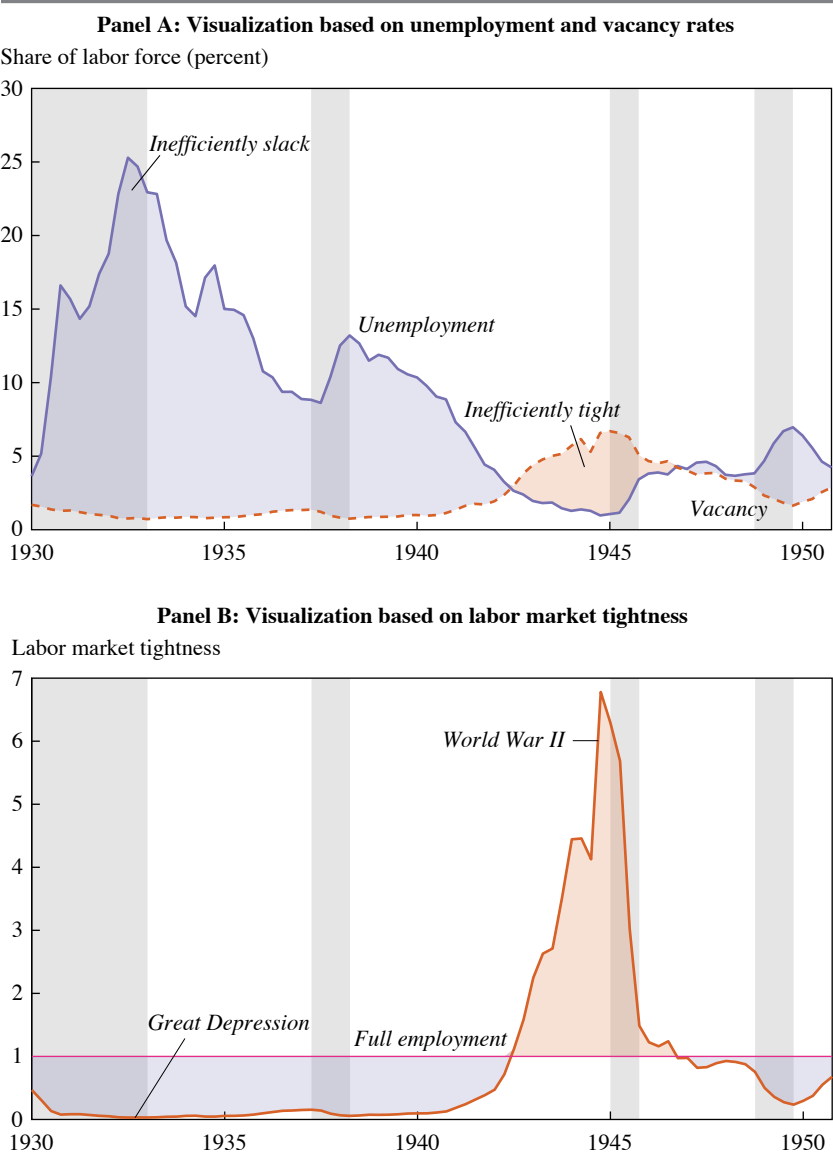 Panel A: Visualization based on unemployment and vacancy rates
Share of labor force (percent)
30
25
20
15
10
5
0
Inefficiently slack
Unemployment
Inefficiently tight
Vacancy
1930
1935
1940
1945
1950
Panel B: Visualization based on labor market tightness
Labor market tightness
7
6
5
4
3
2
1
0
World War II
Great Depression
Full employment
1930
1935
1940
1945
1950